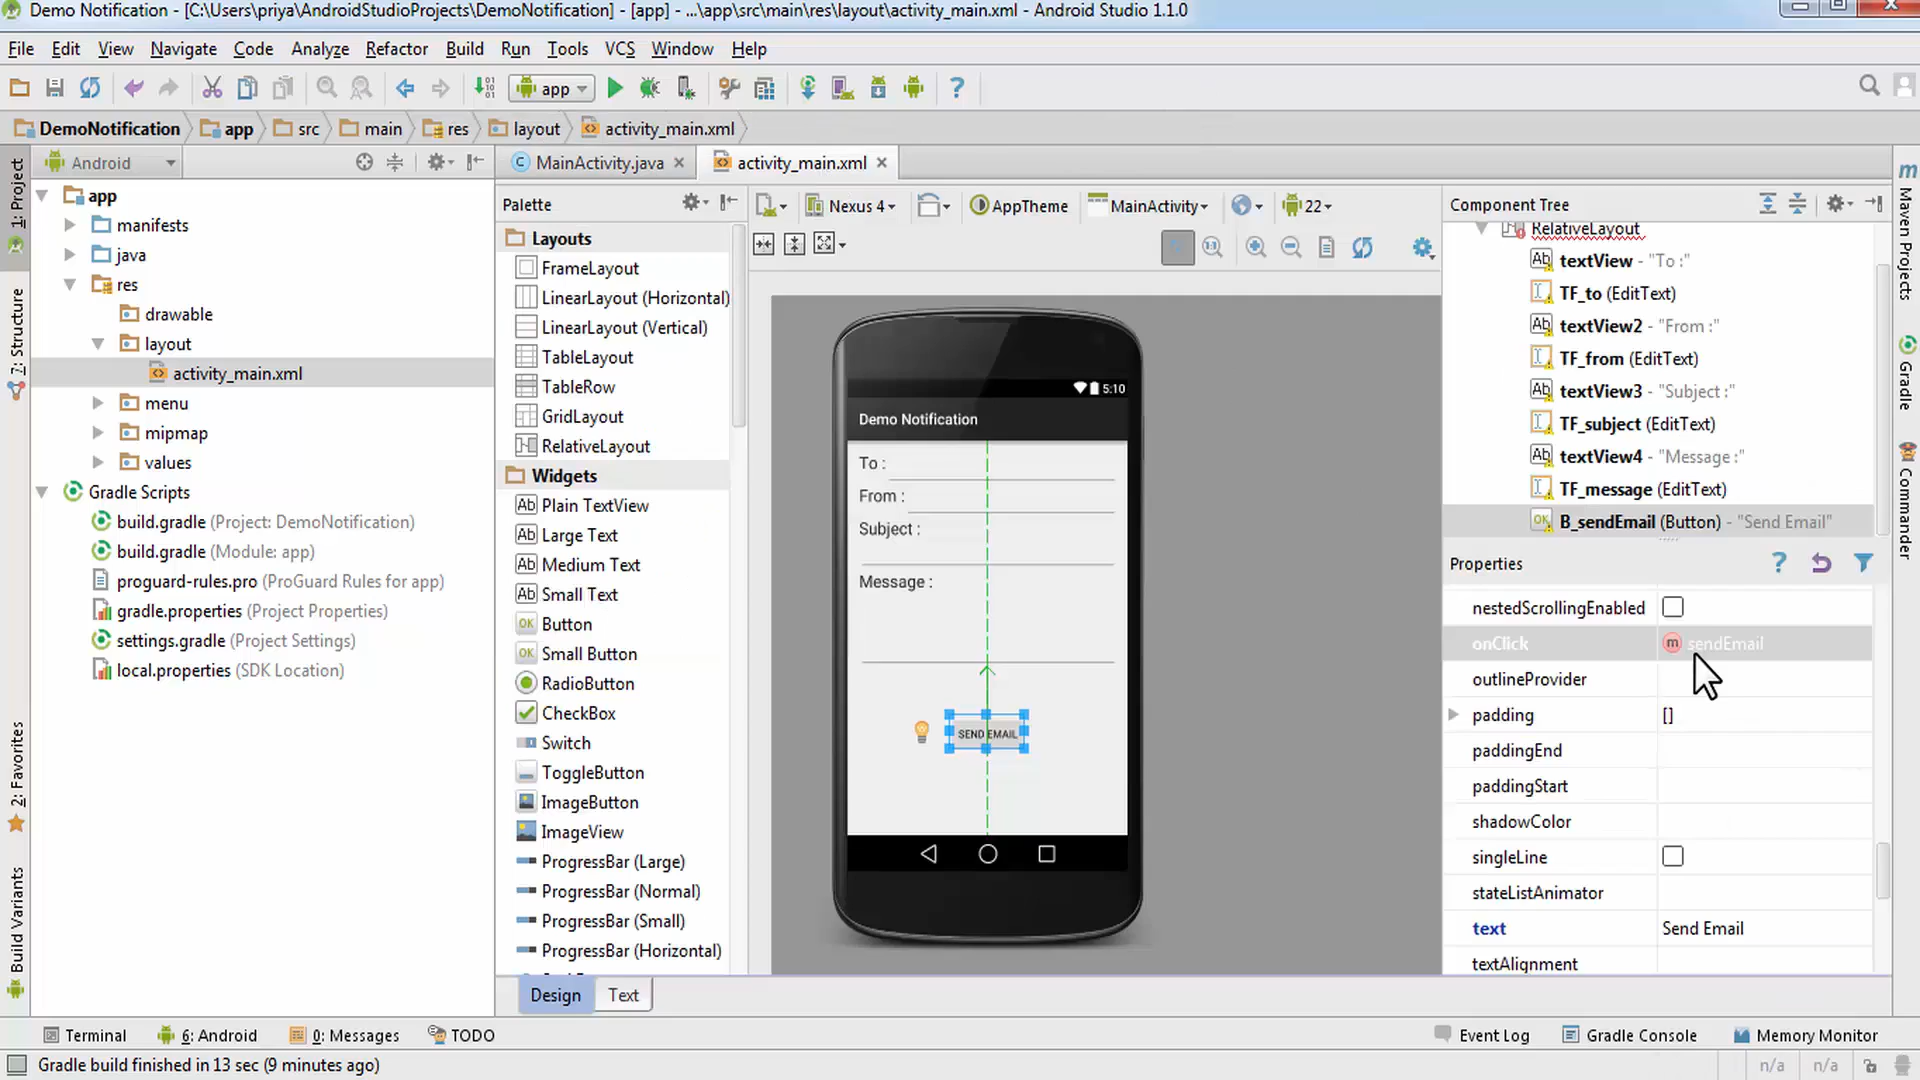 Demo Notification - [C:\Users\priya\AndroidStudioProjects\DemoNotification] - [app] - ...\app\src\main\res\layout\activity_main.xml - Android Studio 1.1.0
File Edit View Navigate Code Analyze Refactor Build Run Tools VCS Window Help
app
DemoNotification app src main res layout activity_main.xml
Android
MainActivity.java
activity_main.xml
1: Project
7: Structure
2: Favorites
Build Variants
app
manifests
java
res
drawable
layout
activity_main.xml
menu
mipmap
values
Gradle Scripts
build.gradle (Project: DemoNotification)
build.gradle (Module: app)
proguard-rules.pro (ProGuard Rules for app)
gradle.properties (Project Properties)
settings.gradle (Project Settings)
local.properties (SDK Location)
Palette
Layouts
FrameLayout
LinearLayout (Horizontal)
LinearLayout (Vertical)
TableLayout
TableRow
GridLayout
RelativeLayout
Widgets
Plain TextView
Large Text
Medium Text
Small Text
Button
Small Button
RadioButton
CheckBox
Switch
ToggleButton
ImageButton
ImageView
ProgressBar (Large)
ProgressBar (Normal)
ProgressBar (Small)
ProgressBar (Horizontal)
Nexus 4 AppTheme MainActivity 22
5:10
Demo Notification
To :
From :
Subject :
Message :
SEND EMAIL
Design Text
Component Tree
RelativeLayout
textView - "To :"
TF_to (EditText)
textView2 - "From :"
TF_from (EditText)
textView3 - "Subject :"
TF_subject (EditText)
textView4 - "Message :"
TF_message (EditText)
B_sendEmail (Button) - "Send Email"
Properties
nestedScrollingEnabled
onClick sendEmail
outlineProvider
padding []
paddingEnd
paddingStart
shadowColor
singleLine
stateListAnimator
text Send Email
textAlignment
Maven Projects
Gradle
Commander
Terminal 6: Android 0: Messages TODO
Event Log Gradle Console Memory Monitor
Gradle build finished in 13 sec (9 minutes ago)
n/a n/a